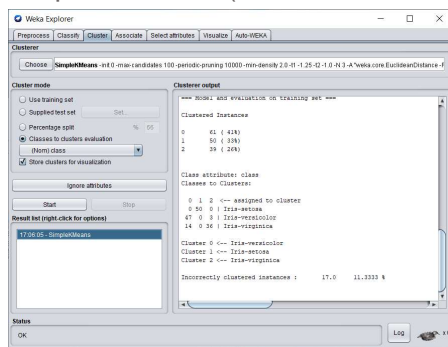 Weka Explorer
Preprocess Classify Cluster Associate Select attributes Visualize Auto-WEKA
Clusterer
Choose SimpleKMeans -init 0 -max-candidates 100 -periodic-pruning 10000 -min-density 2.0 -t1 -1.25 -t2 -1.0 -N 3 -A "weka.core.EuclideanDistance -
Cluster mode
Use training set
Supplied test set Set...
Percentage split % 66
Classes to clusters evaluation
(Nom) class
Store clusters for visualization
Ignore attributes
Start Stop
Result list (right-click for options)
17:06:05 - SimpleKMeans
Clusterer output
=== Model and evaluation on training set ===
Clustered Instances
0 61 ( 41%)
1 50 ( 33%)
2 39 ( 26%)
Class attribute: class
Classes to Clusters:
0 1 2 <-- assigned to cluster
0 50 0 | Iris-setosa
47 0 3 | Iris-versicolor
14 0 36 | Iris-virginica
Cluster 0 <-- Iris-versicolor
Cluster 1 <-- Iris-setosa
Cluster 2 <-- Iris-virginica
Incorrectly clustered instances : 17.0 11.3333 %
Status
OK
Log